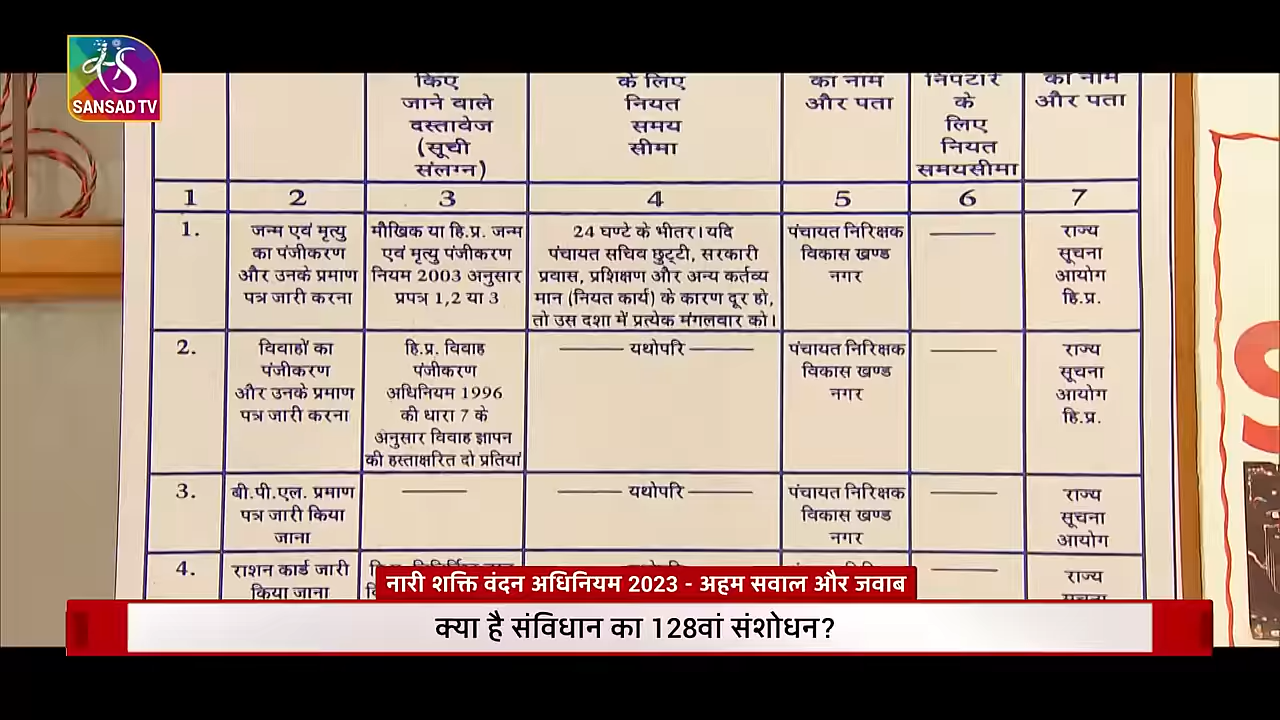 SANSAD TV
किए
जाने वाले
दस्तावेज
(सूची
संलग्न)
के लिए
नियत
समय
सीमा
का नाम
और पता
निपटारे
के
लिए
नियत
समयसीमा
का नाम
और पता
1 2 3 4 5 6 7
1.
जन्म एवं मृत्यु
का पंजीकरण
और उनके प्रमाण
पत्र जारी करना
मौखिक या हि.प्र. जन्म
एवं मृत्यु पंजीकरण
नियम 2003 अनुसार
प्रपत्र 1,2 या 3
24 घण्टे के भीतर। यदि
पंचायत सचिव छुट्टी, सरकारी
प्रवास, प्रशिक्षण और अन्य कर्तव्य
मान (नियत कार्य) के कारण दूर हो,
तो उस दशा में प्रत्येक मंगलवार को।
पंचायत निरिक्षक
विकास खण्ड
नगर
राज्य
सूचना
आयोग
हि.प्र.
2.
विवाहों का
पंजीकरण
और उनके प्रमाण
पत्र जारी करना
हि.प्र. विवाह
पंजीकरण
अधिनियम 1996
की धारा 7 के
अनुसार विवाह ज्ञापन
की हस्ताक्षरित दो प्रतियां
यथोपरि
पंचायत निरिक्षक
विकास खण्ड
नगर
राज्य
सूचना
आयोग
हि.प्र.
3.
बी.पी.एल. प्रमाण
पत्र जारी किया
जाना
यथोपरि
पंचायत निरिक्षक
विकास खण्ड
नगर
राज्य
सूचना
आयोग
4.
राशन कार्ड जारी
किया जाना
राज्य
नारी शक्ति वंदन अधिनियम 2023 - अहम सवाल और जवाब
क्या है संविधान का 128वां संशोधन?